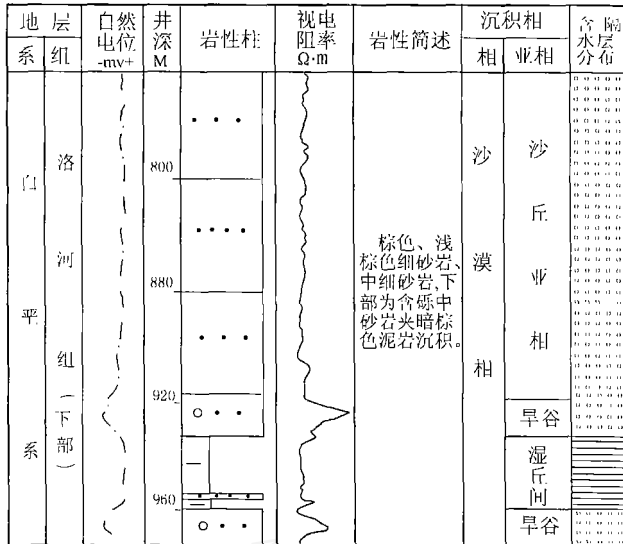 地层
自然电位-mv+
井深M
岩性柱
视电阻率Ω·m
岩性简述
沉积相
含隔水层分布
系
组
相
亚相
白平系
洛河组(下部)
800
880
920
960
棕色、浅
棕色细砂岩、
中细砂岩,下
部为含砾中
砂岩夹暗棕
色泥岩沉积。
沙漠相
沙丘亚相
旱谷
湿丘间
旱谷